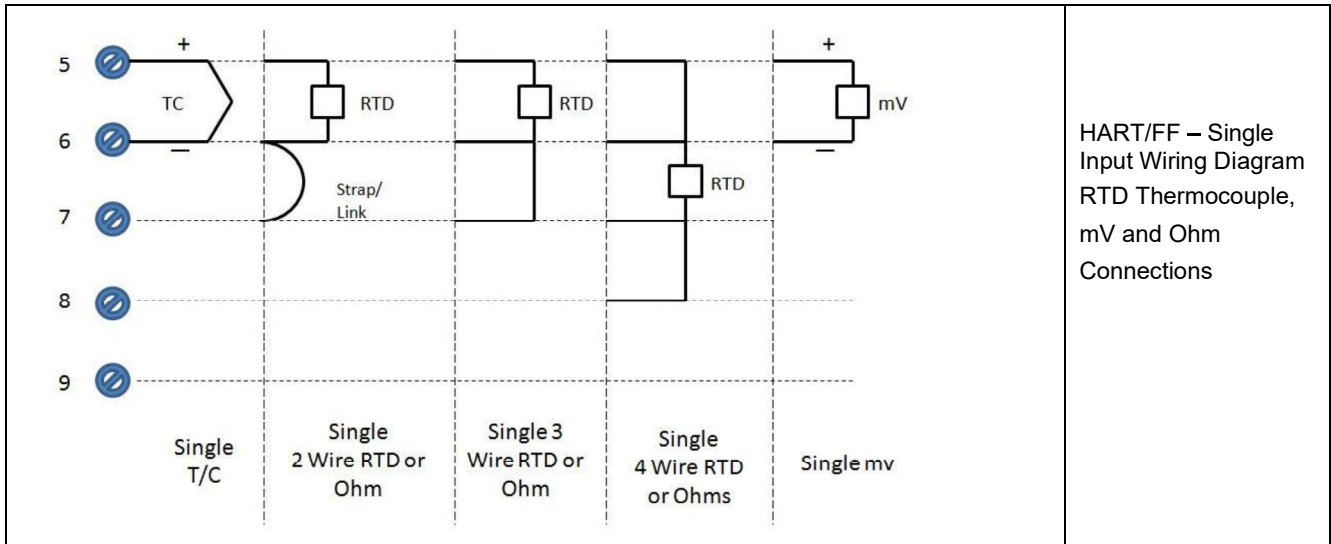 5
+
TC
6
—
7
8
9
RTD
Strap/
Link
RTD
RTD
+
mV
—
Single
T/C
Single
2 Wire RTD or
Ohm
Single 3
Wire RTD or
Ohm
Single
4 Wire RTD
or Ohms
Single mv
HART/FF – Single
Input Wiring Diagram
RTD Thermocouple,
mV and Ohm
Connections